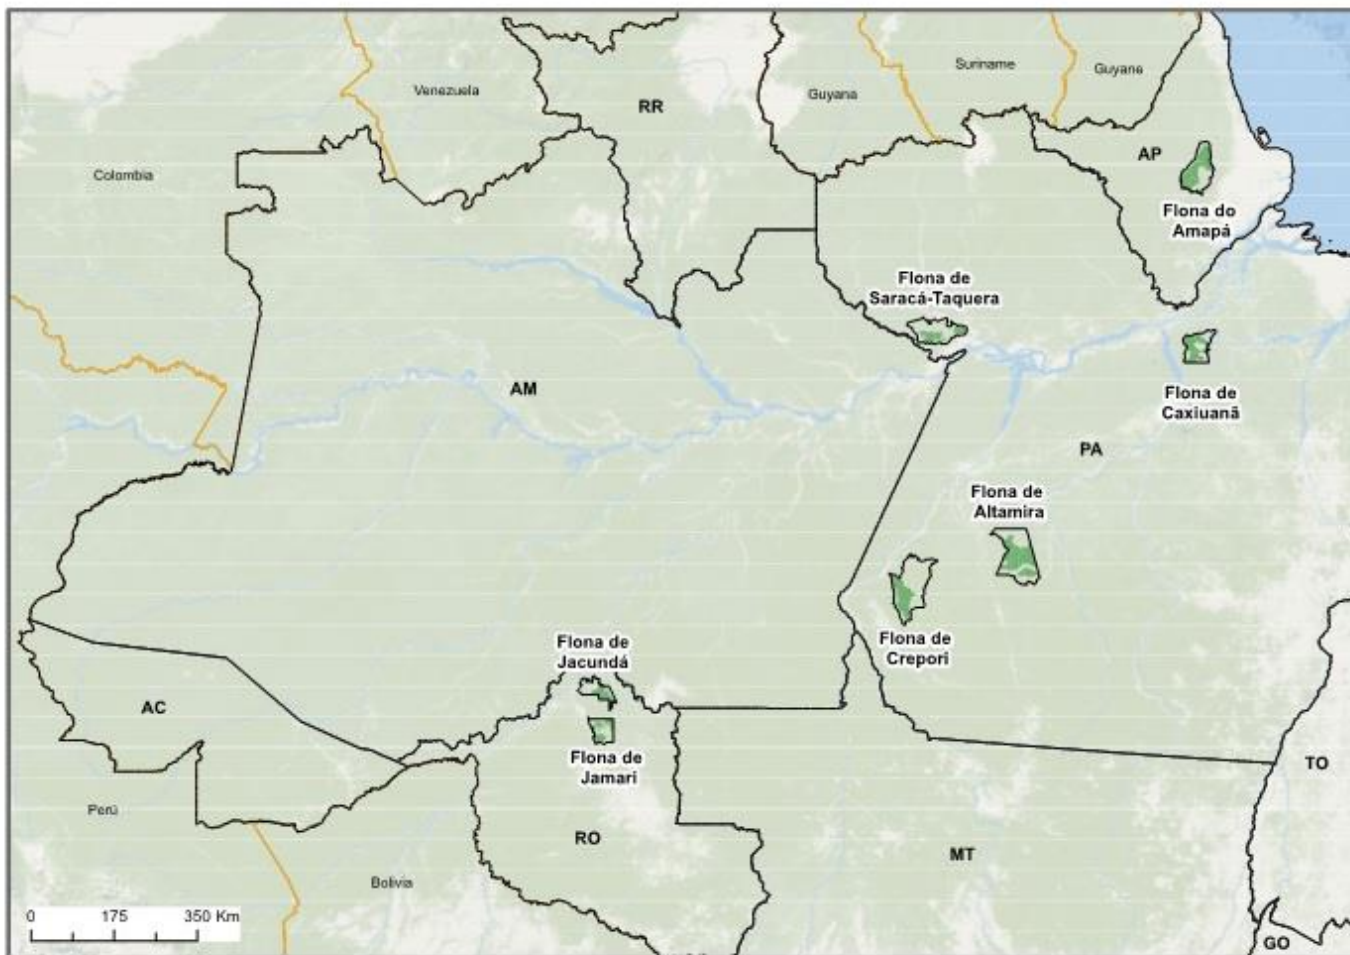 Suriname
Guyane
Venezuela
Guyana
RR
AP
Colombia
Flona do
Amapá
Flona de
Saracá-Taquera
AM
Flona de
Caxiuanã
PA
Flona de
Altamira
Flona de
Crepori
Flona de
Jacundá
AC
Flona de
Jamari
TO
Perú
RO
MT
Bolivia
0 175 350 Km
GO